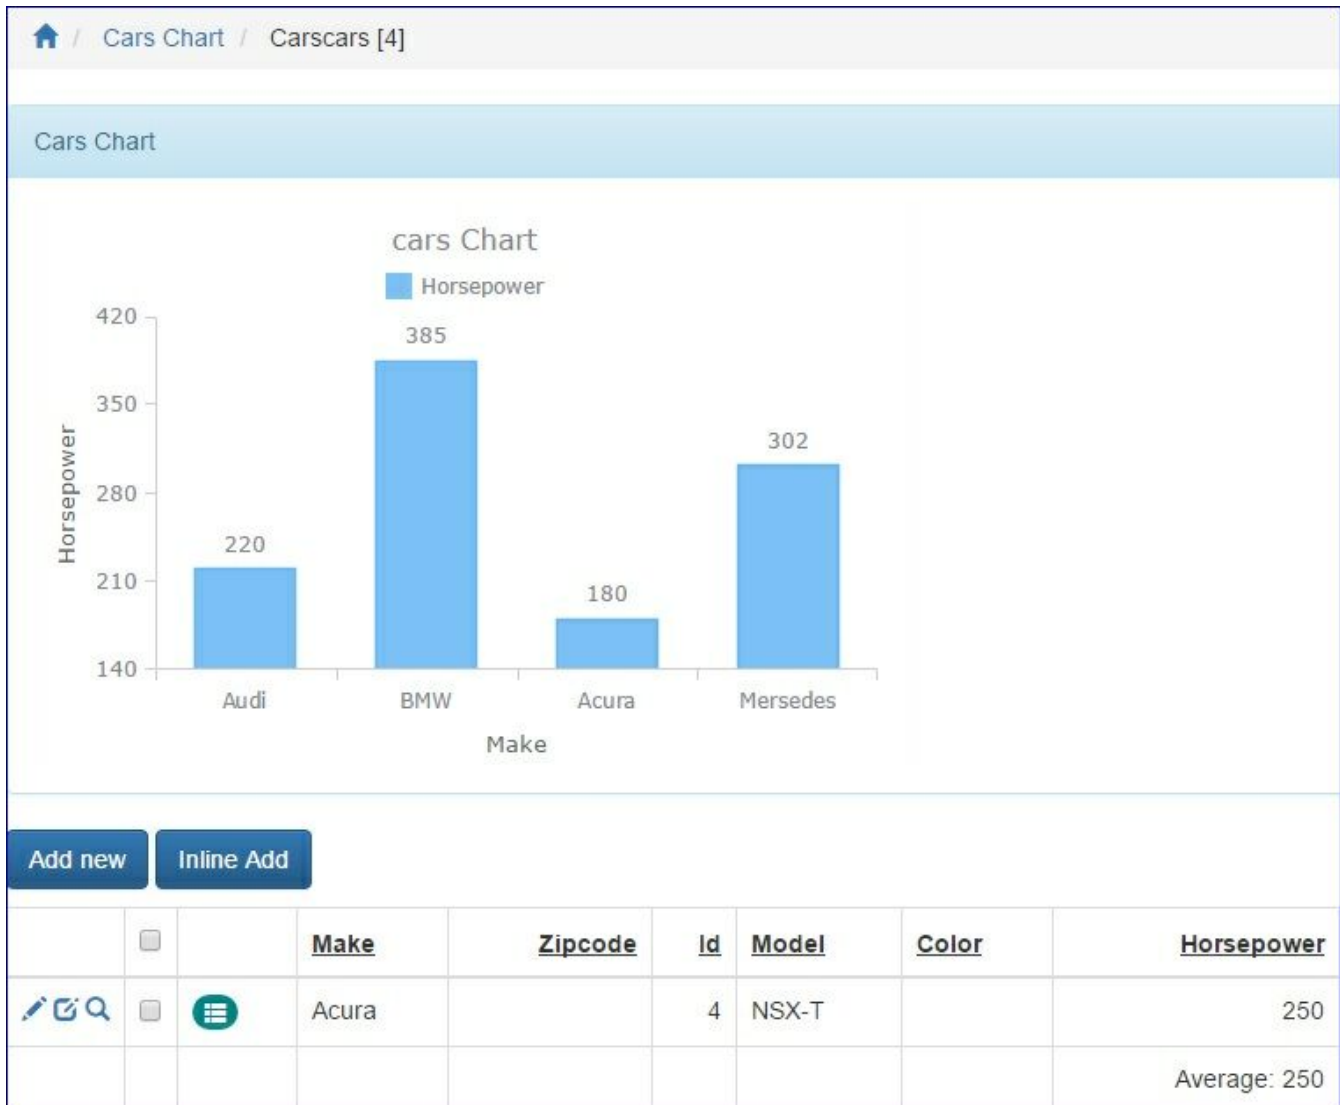 / Cars Chart / Carscars [4]
Cars Chart
cars Chart
Horsepower
420
350
280
210
140
Horsepower
385
302
220
180
Audi BMW Acura Mersedes
Make
Add new Inline Add
Make Zipcode Id Model Color Horsepower
Acura 4 NSX-T 250
Average: 250